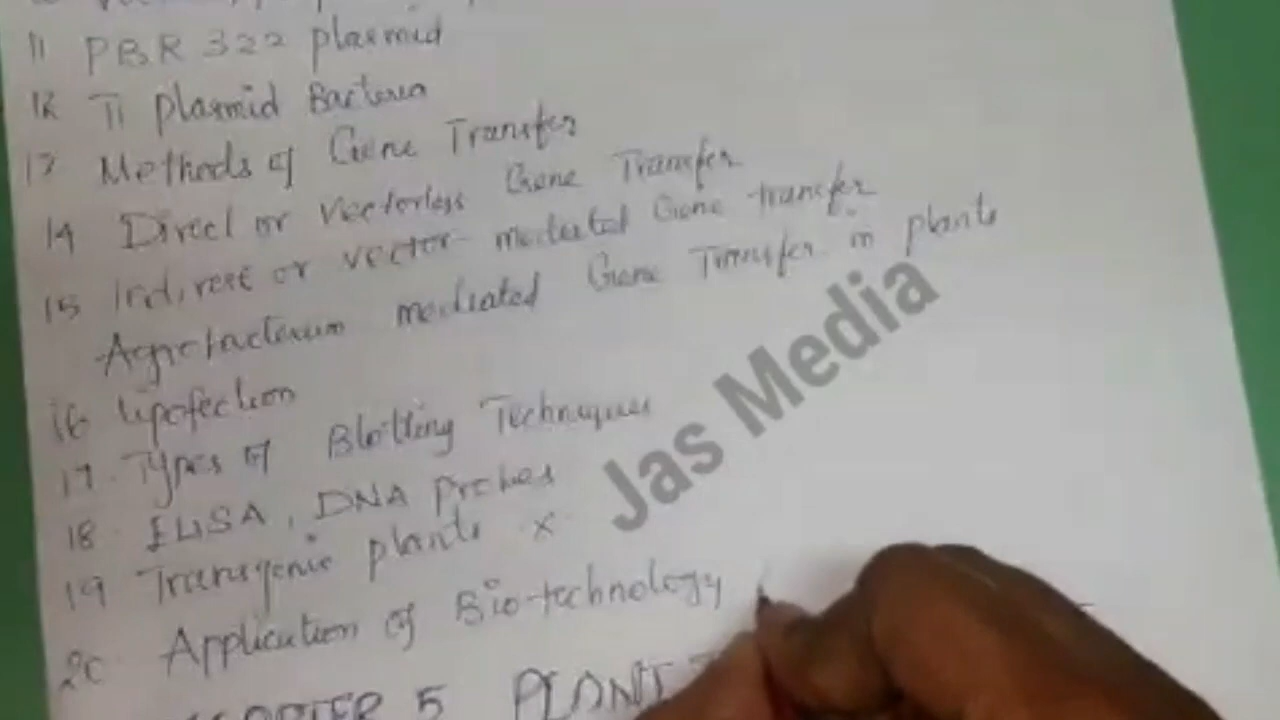 11 PBR 322 plasmid
12 Ti plasmid Bacteria
13 Methods of Gene Transfer
14 Direct or Vectorless Gene Transfer
15 Indirect or vector-mediated Gene transfer
Agrobacterium mediated Gene Transfer in plants
16 lipofection
17. Types of Blotting Techniques
18. ELISA, DNA Probes
19 Transgenic plants x
20 Application of Bio-technology
CHAPTER 5 PLANT
Jas Media